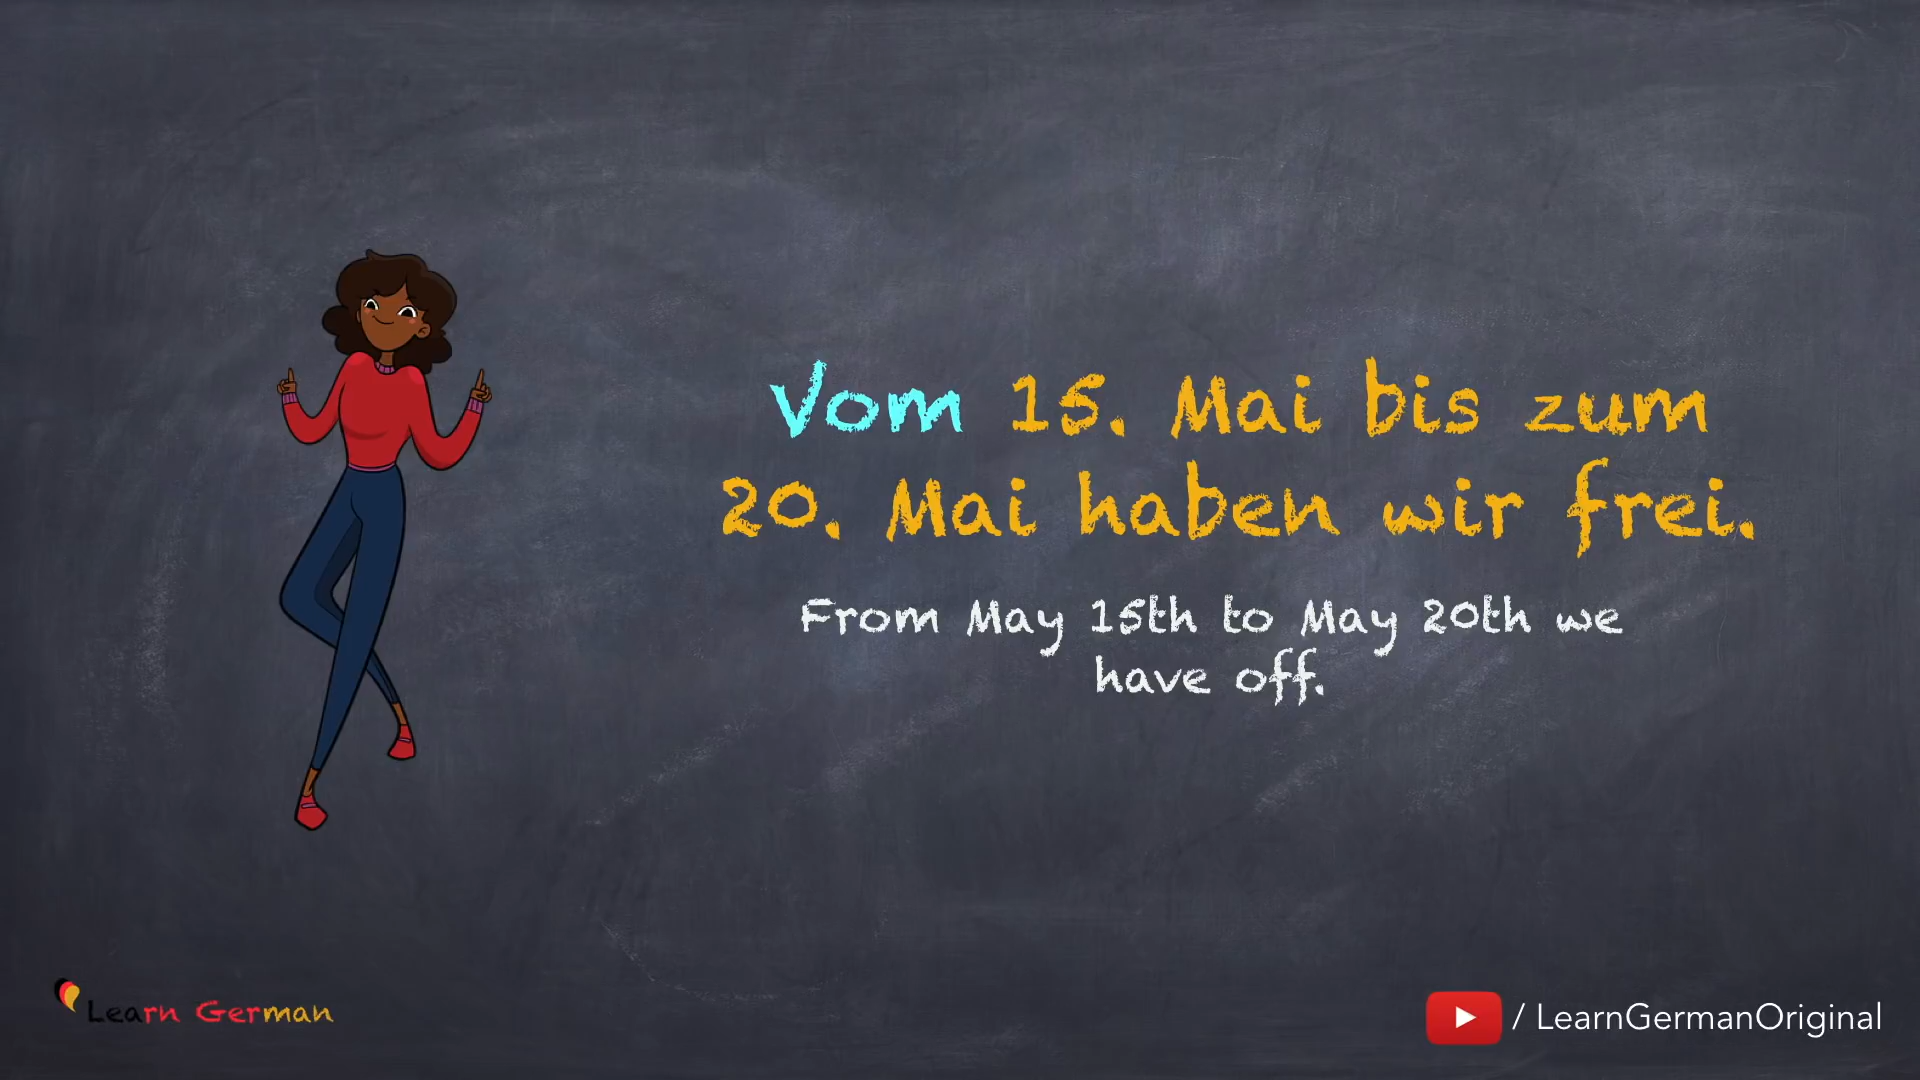 Vom 15. Mai bis zum
20. Mai haben wir frei.
From May 15th to May 20th we
have off.
Learn German
/ LearnGermanOriginal